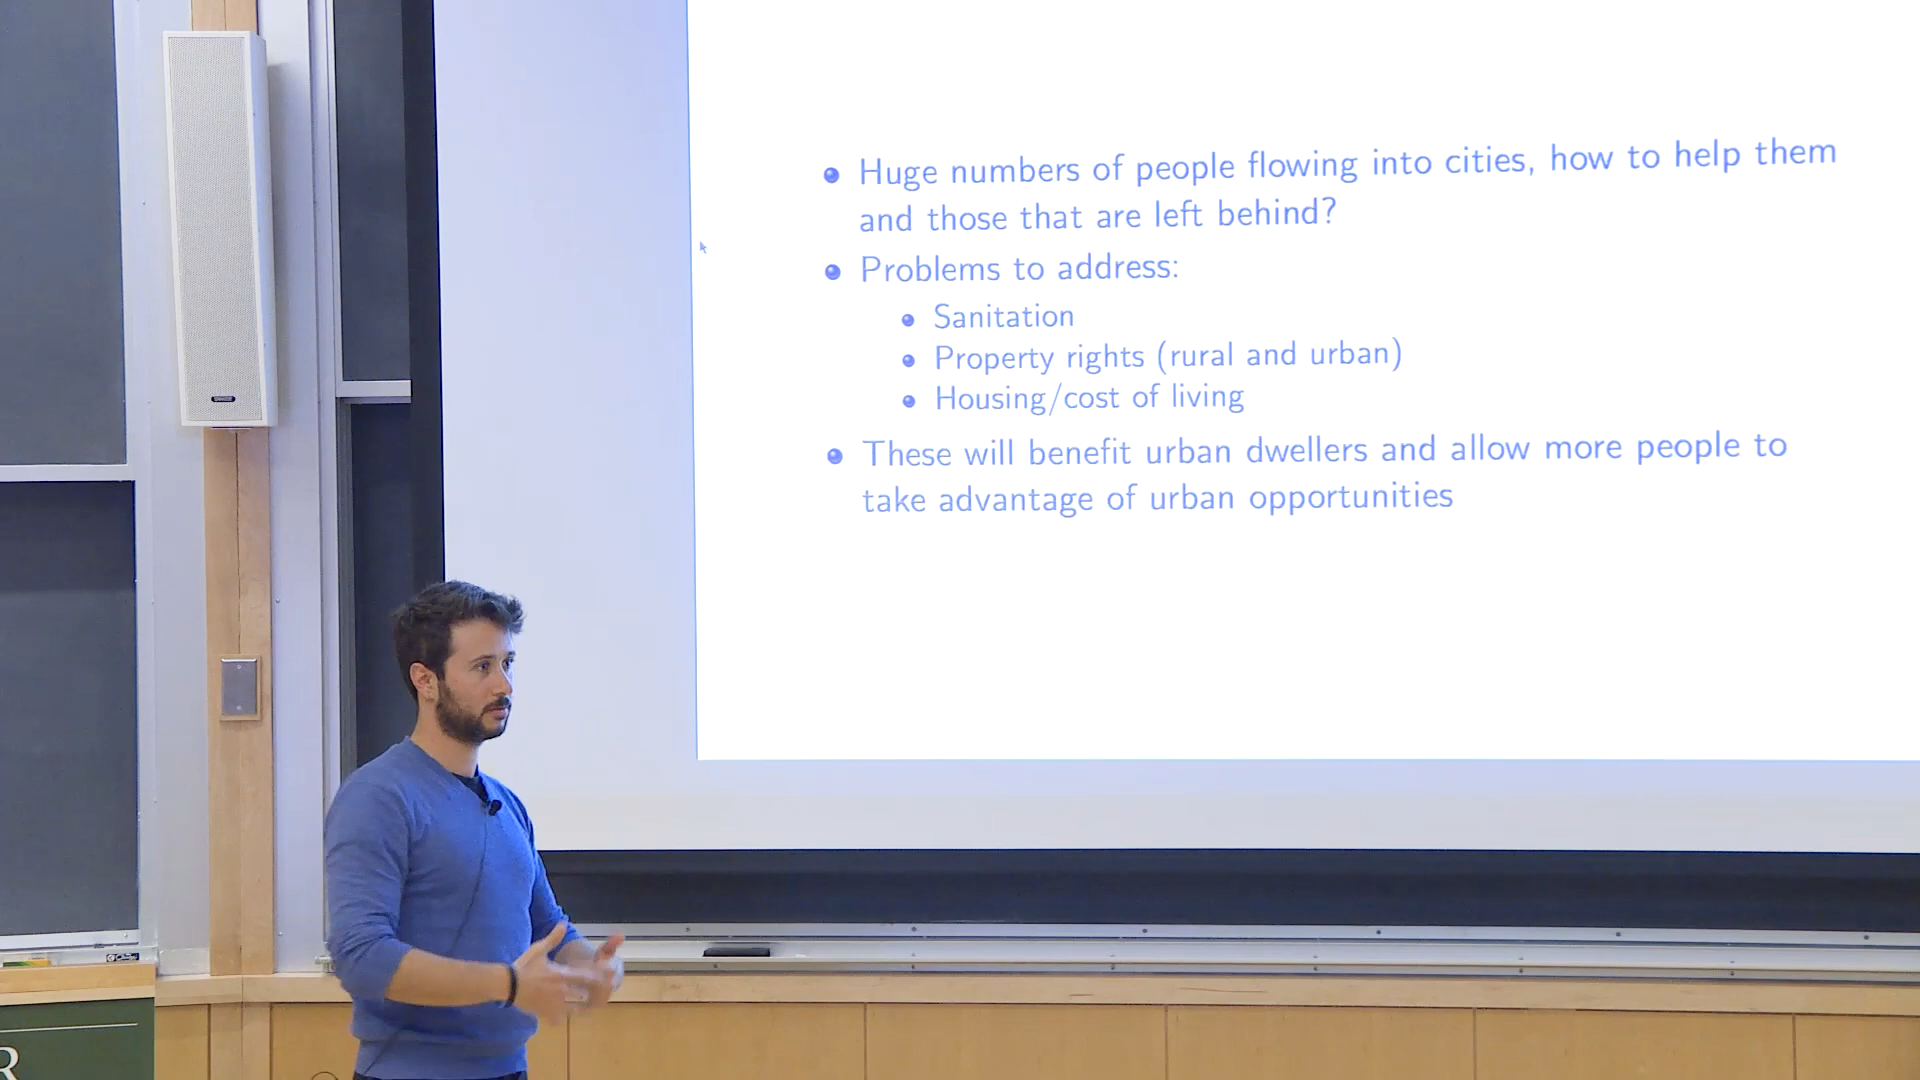 Huge numbers of people flowing into cities, how to help them
and those that are left behind?
Problems to address:
Sanitation
Property rights (rural and urban)
Housing/cost of living
These will benefit urban dwellers and allow more people to
take advantage of urban opportunities
R